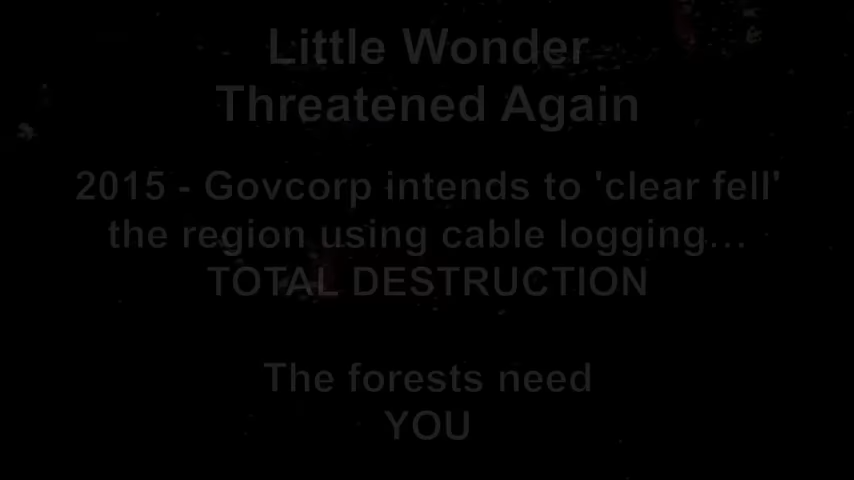 Little Wonder
Threatened Again
2015 - Govcorp intends to 'clear fell'
the region using cable logging...
TOTAL DESTRUCTION
The forests need
YOU